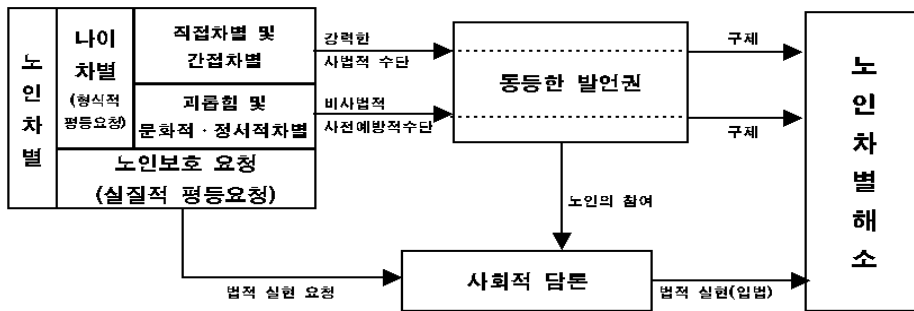 노인차별
나이
차별
(형식적
평등요청)
직접차별 및
간접차별
괴롭힘 및
문화적·정서적차별
노인보호 요청
(실질적 평등요청)
강력한
사법적 수단
비사법적
사전예방적수단
동등한 발언권
구제
구제
노인의 참여
법적 실현 요청
사회적 담론
법적 실현(입법)
노인차별해소